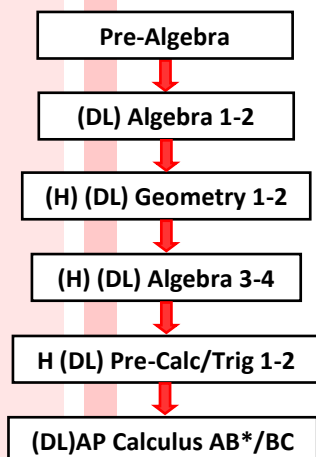 Pre-Algebra
(DL) Algebra 1-2
(H) (DL) Geometry 1-2
(H) (DL) Algebra 3-4
H (DL) Pre-Calc/Trig 1-2
(DL)AP Calculus AB*/BC